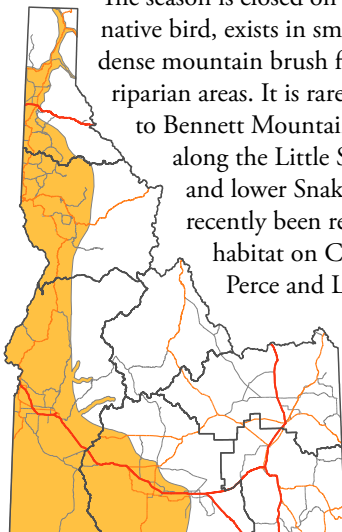 The season is closed on
native bird, exists in sm
dense mountain brush f
riparian areas. It is rare
to Bennett Mountai
along the Little S
and lower Snak
recently been re
habitat on C
Perce and L